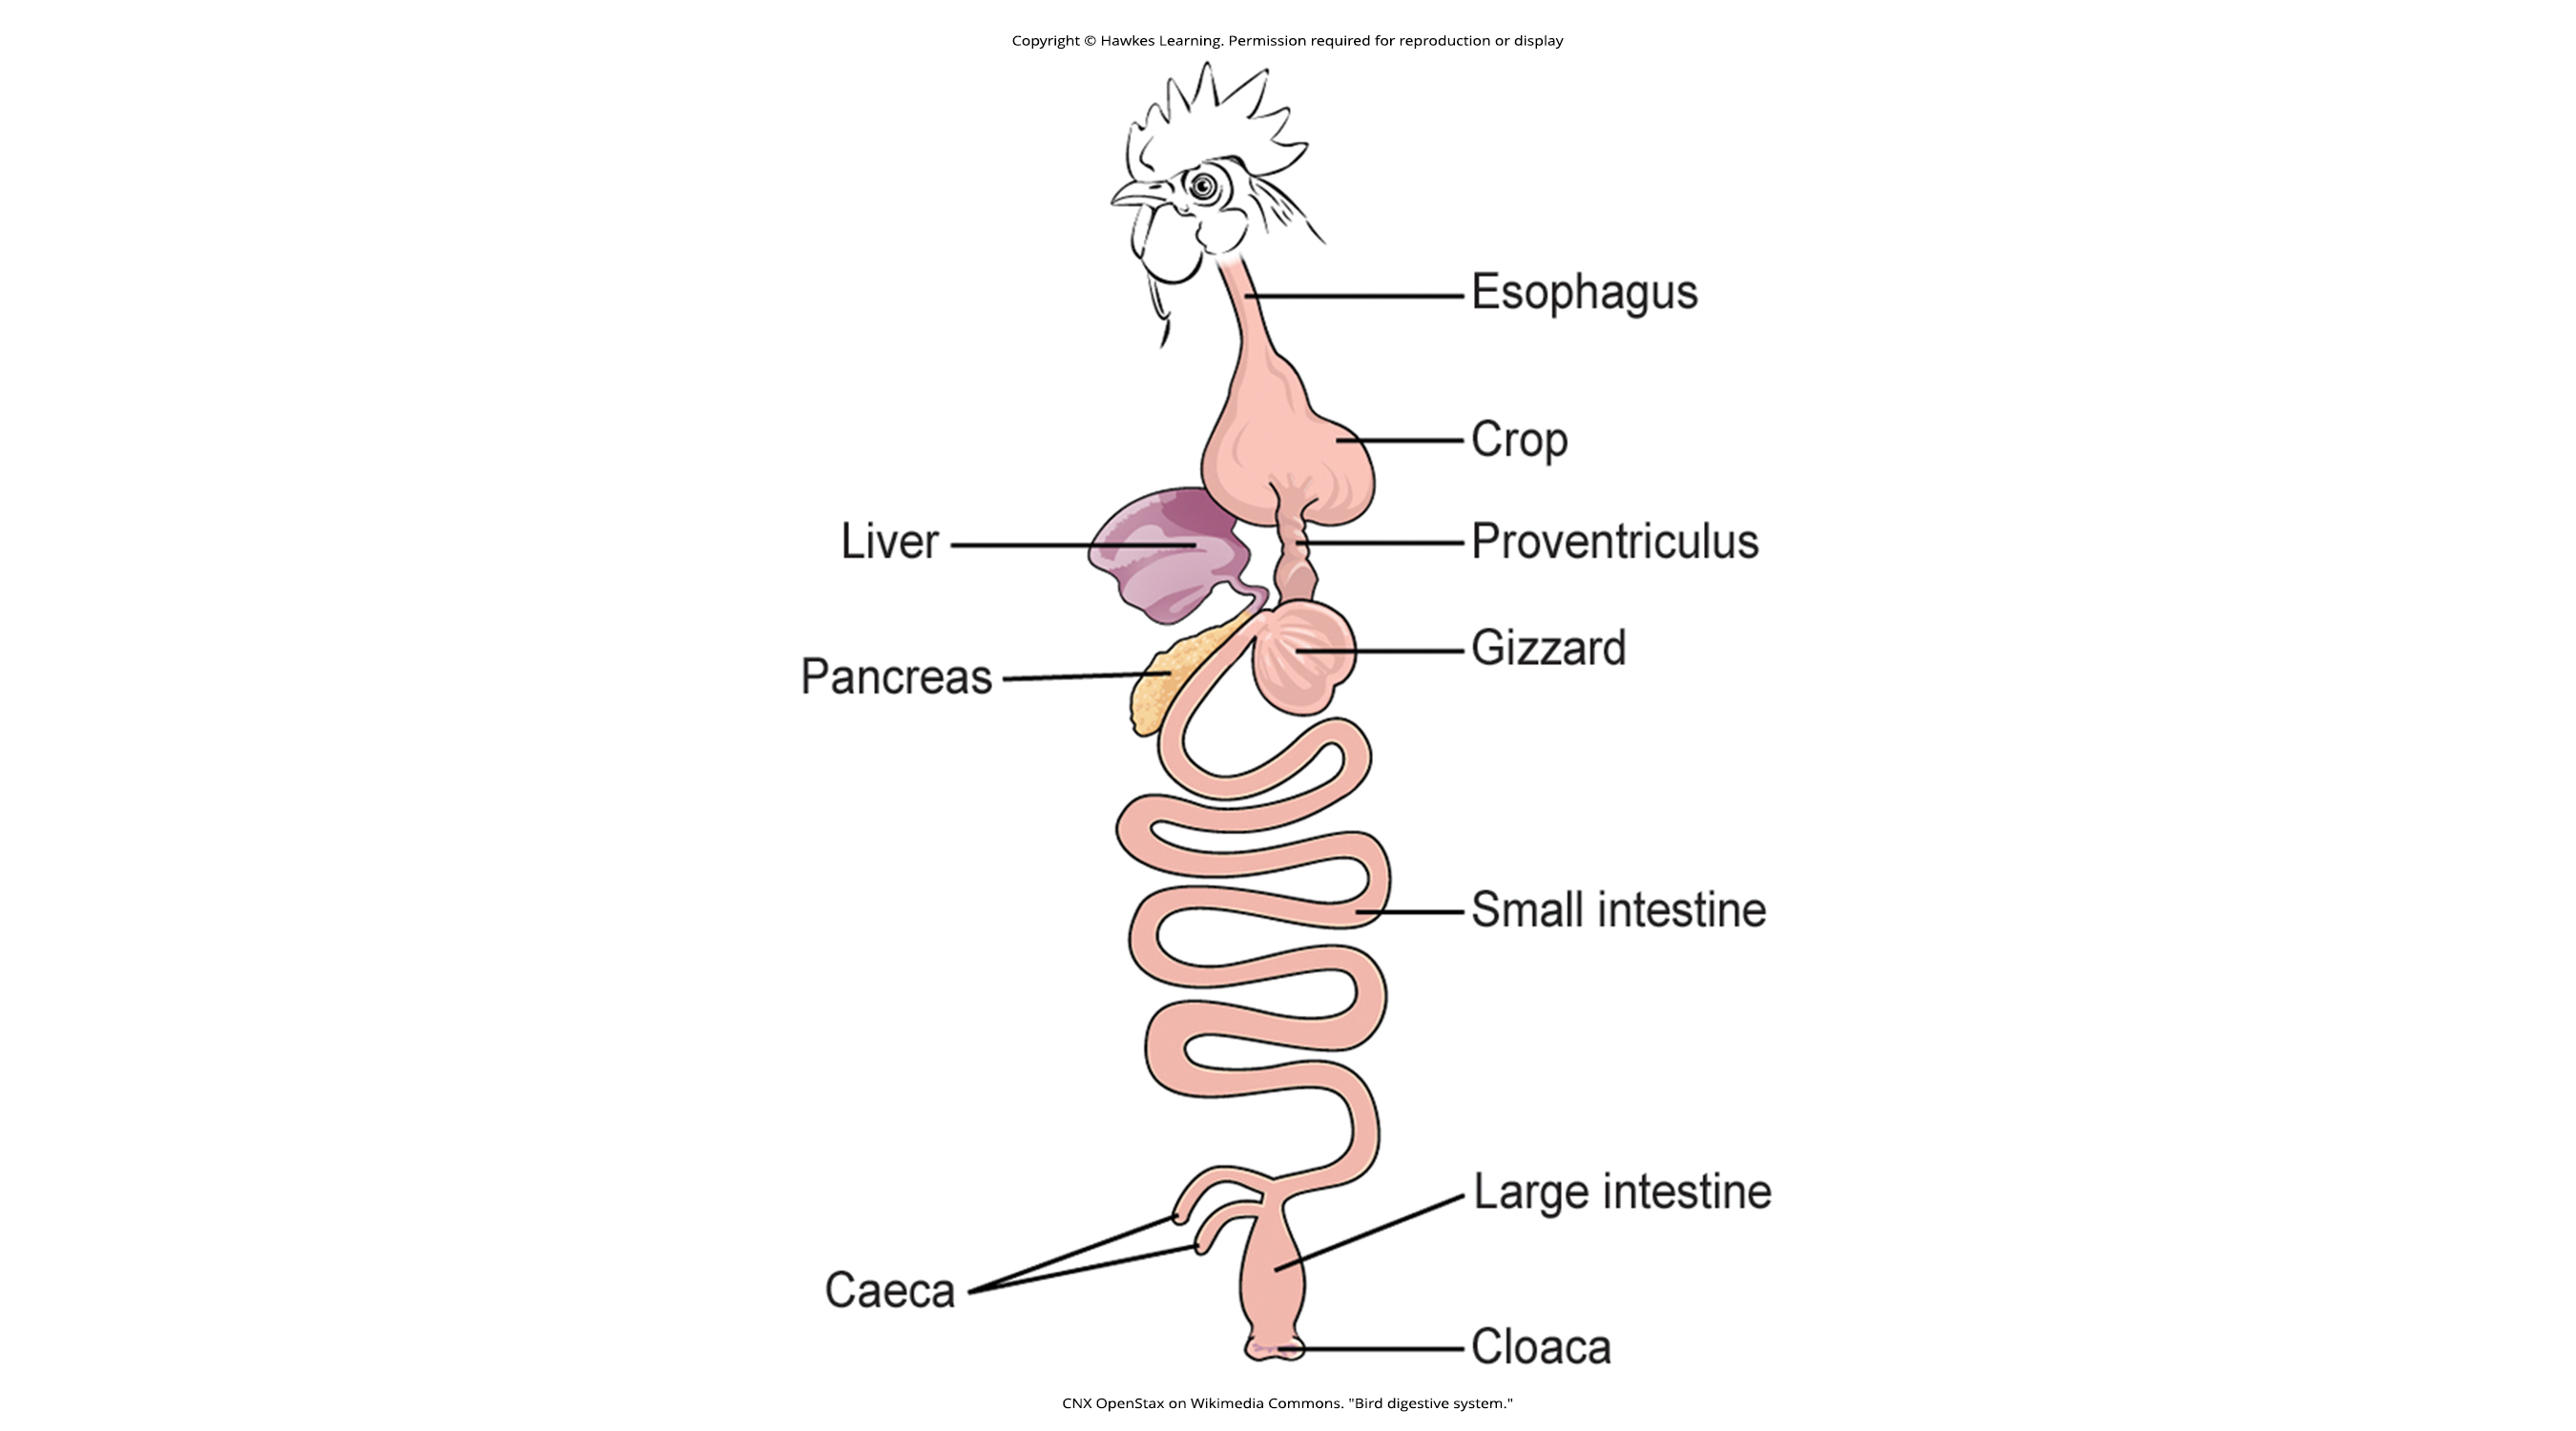 Copyright © Hawkes Learning. Permission required for reproduction or display
Esophagus
Crop
Liver
Proventriculus
Gizzard
Pancreas
Small intestine
Large intestine
Caeca
Cloaca
CNX OpenStax on Wikimedia Commons. "Bird digestive system."